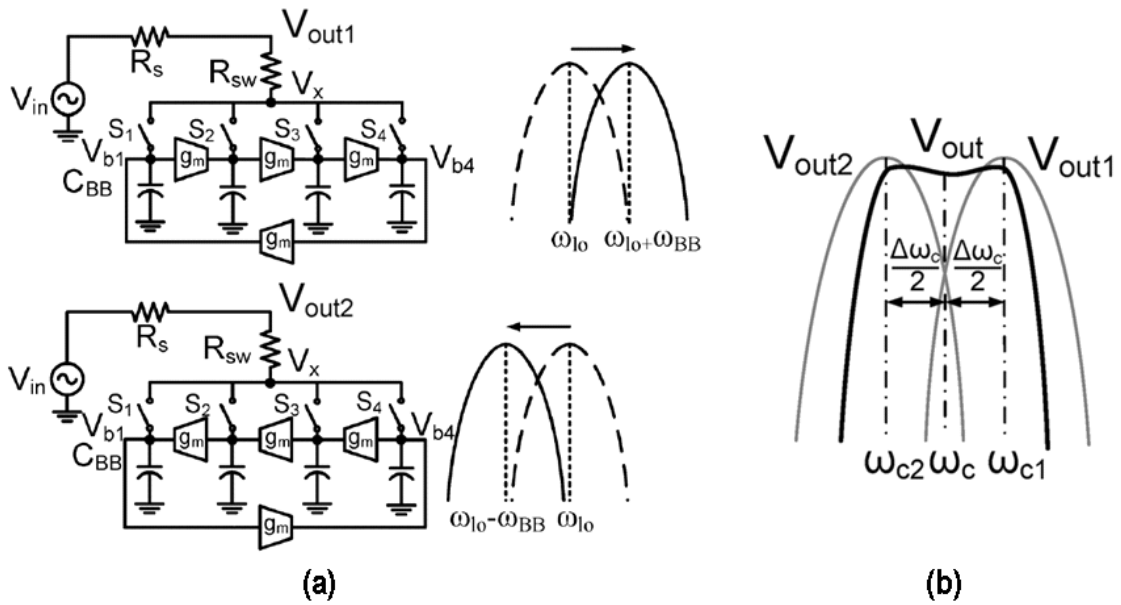 Vout1
Rs
Rsw
Vx
Vin
S1 S2 S3 S4
Vb1 gm gm gm Vb4
CBB
gm
ωlo ωlo+ωBB
Vout2
Rs
Rsw
Vx
Vin
S1 S2 S3 S4
Vb1 gm gm gm Vb4
CBB
gm
ωlo-ωBB ωlo
(a)
Vout2 Vout Vout1
Δωc/2 Δωc/2
ωc2 ωc ωc1
(b)